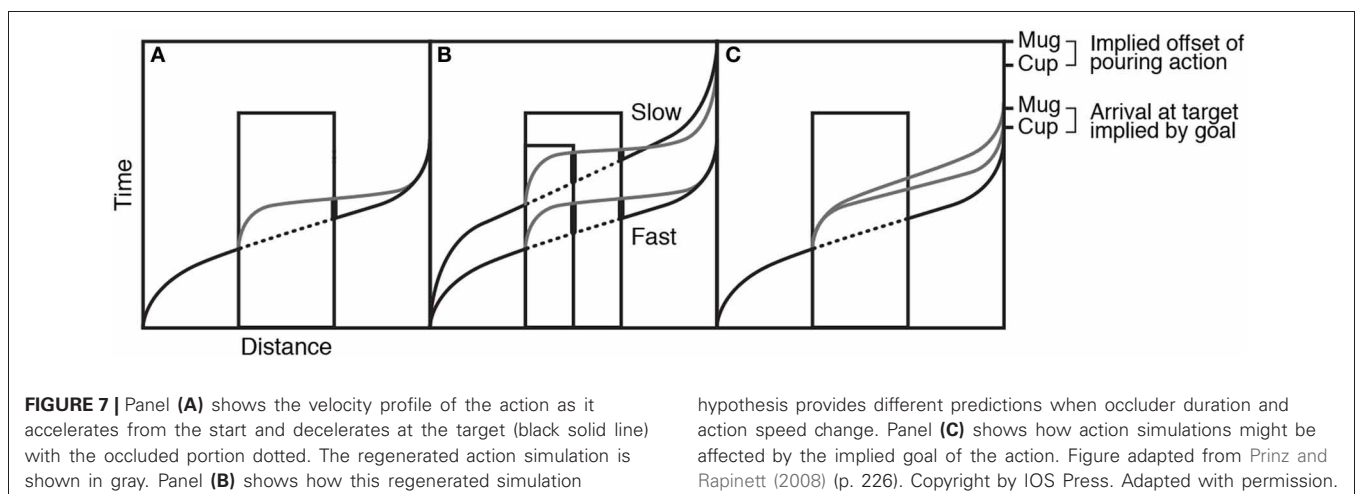 A
B
C
Mug
Cup
Implied offset of
pouring action
Mug
Cup
Arrival at target
implied by goal
Slow
Fast
Time
Distance
FIGURE 7 | Panel (A) shows the velocity profile of the action as it
accelerates from the start and decelerates at the target (black solid line)
with the occluded portion dotted. The regenerated action simulation is
shown in gray. Panel (B) shows how this regenerated simulation
hypothesis provides different predictions when occluder duration and
action speed change. Panel (C) shows how action simulations might be
affected by the implied goal of the action. Figure adapted from Prinz and
Rapinett (2008) (p. 226). Copyright by IOS Press. Adapted with permission.